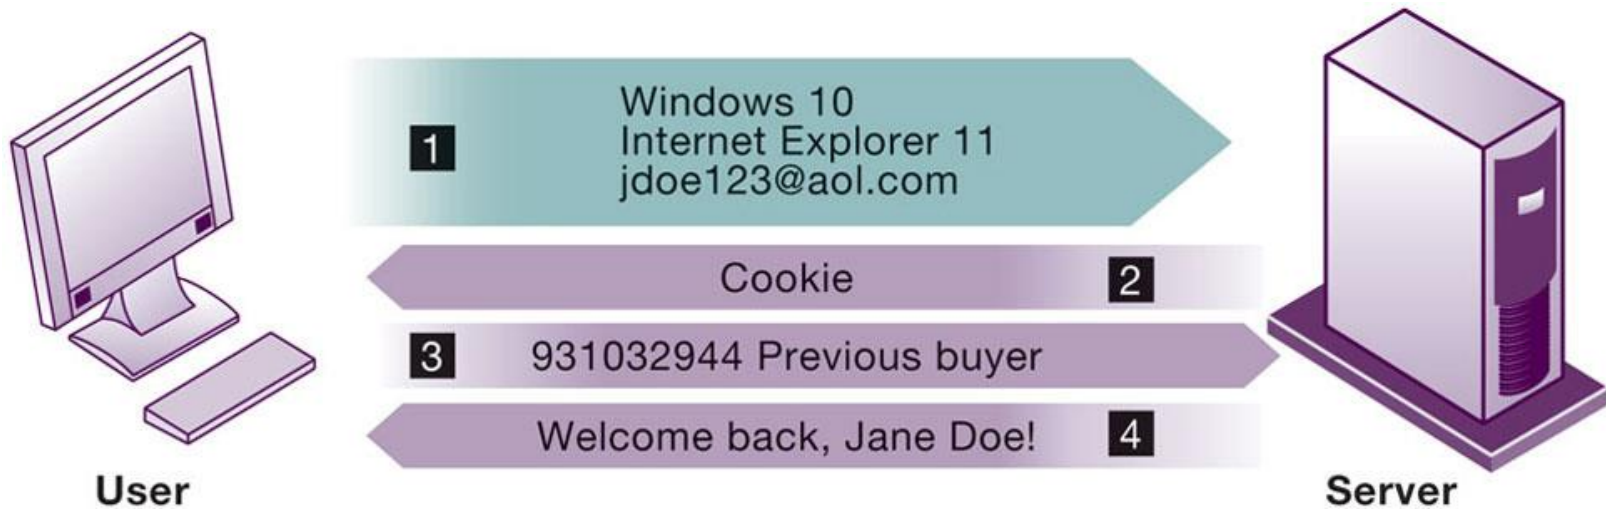 1
Windows 10
Internet Explorer 11
jdoe123@aol.com
Cookie 2
3 931032944 Previous buyer
Welcome back, Jane Doe! 4
User
Server